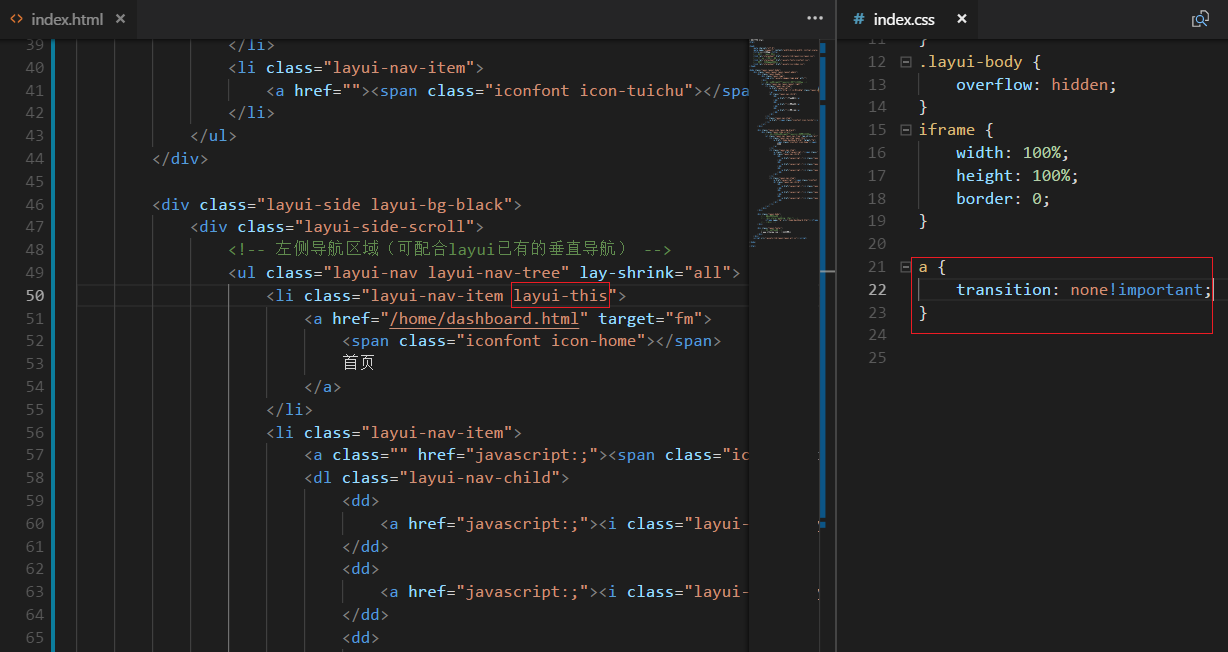 index.html
39 </li>
40 <li class="layui-nav-item">
41 <a href=""><span class="iconfont icon-tuichu"></spa
42 </li>
43 </ul>
44 </div>
45
46 <div class="layui-side layui-bg-black">
47 <div class="layui-side-scroll">
48 <!-- 左侧导航区域（可配合layui已有的垂直导航） -->
49 <ul class="layui-nav layui-nav-tree" lay-shrink="all">
50 <li class="layui-nav-item layui-this">
51 <a href="/home/dashboard.html" target="fm">
52 <span class="iconfont icon-home"></span>
53 首页
54 </a>
55 </li>
56 <li class="layui-nav-item">
57 <a class="" href="javascript:;"><span class="ic
58 <dl class="layui-nav-child">
59 <dd>
60 <a href="javascript:;"><i class="layui-
61 </dd>
62 <dd>
63 <a href="javascript:;"><i class="layui-
64 </dd>
65 <dd>
# index.css
11 }
12 .layui-body {
13 overflow: hidden;
14 }
15 iframe {
16 width: 100%;
17 height: 100%;
18 border: 0;
19 }
20
21 a {
22 transition: none!important;
23 }
24
25